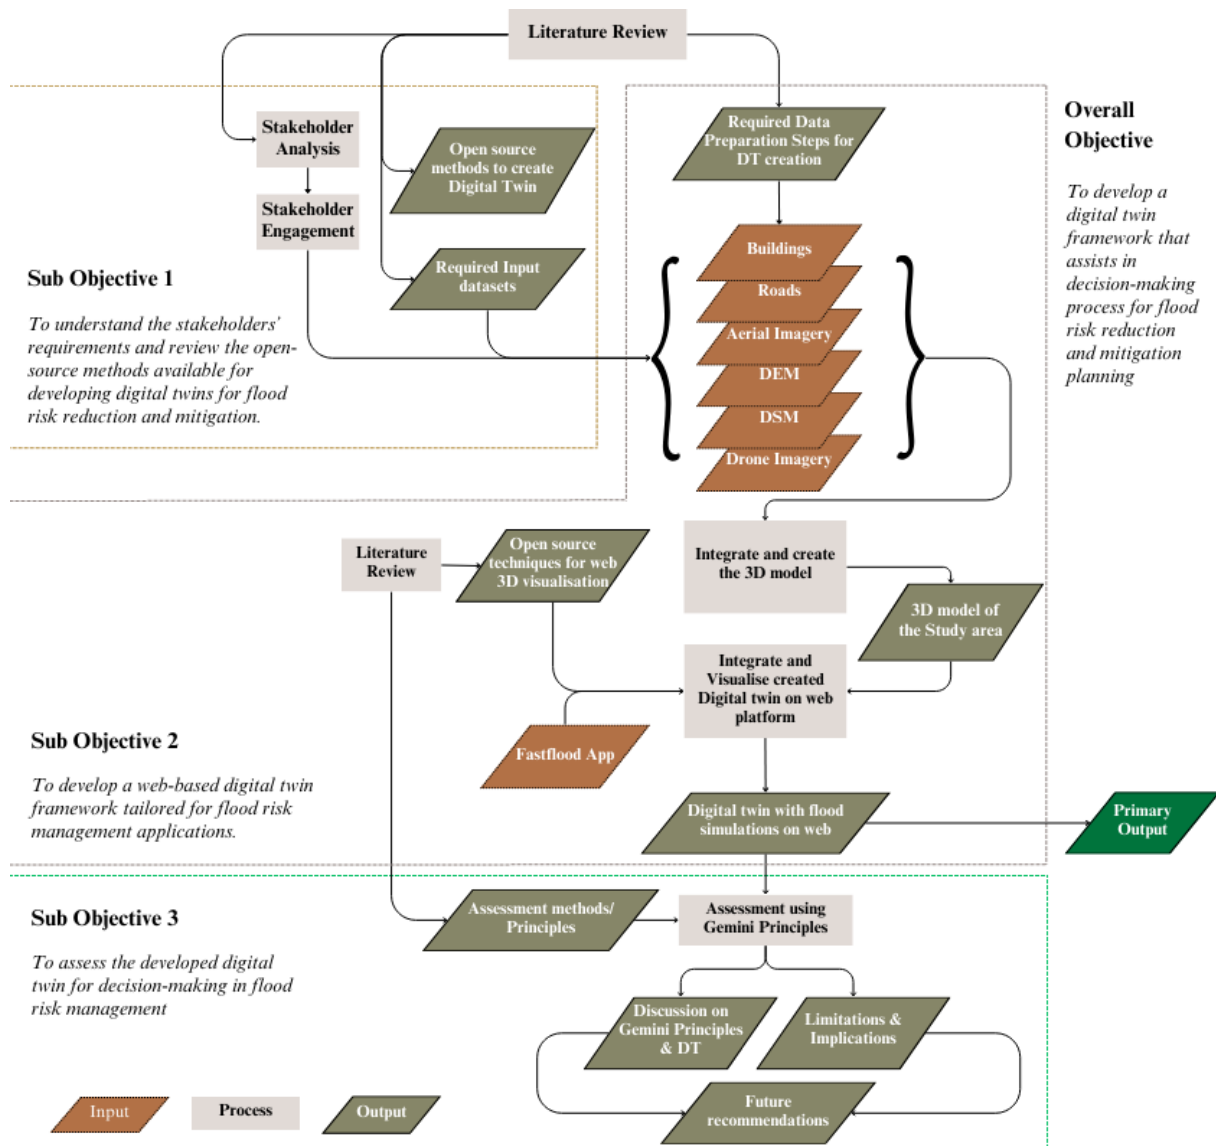 Literature Review
Stakeholder
Analysis
Stakeholder
Engagement
Open source
methods to create
Digital Twin
Required Input
datasets
Required Data
Preparation Steps for
DT creation
Buildings
Roads
Aerial Imagery
DEM
DSM
Drone Imagery
Overall
Objective
To develop a
digital twin
framework that
assists in
decision-making
process for flood
risk reduction
and mitigation
planning
Sub Objective 1
To understand the stakeholders'
requirements and review the open-
source methods available for
developing digital twins for flood
risk reduction and mitigation.
Literature
Review
Open source
techniques for web
3D visualisation
Integrate and create
the 3D model
3D model of
the Study area
Integrate and
Visualise created
Digital twin on web
platform
Fastflood App
Sub Objective 2
To develop a web-based digital twin
framework tailored for flood risk
management applications.
Digital twin with flood
simulations on web
Primary
Output
Sub Objective 3
To assess the developed digital
twin for decision-making in flood
risk management
Assessment methods/
Principles
Assessment using
Gemini Principles
Discussion on
Gemini Principles
& DT
Limitations &
Implications
Future
recommendations
Input
Process
Output